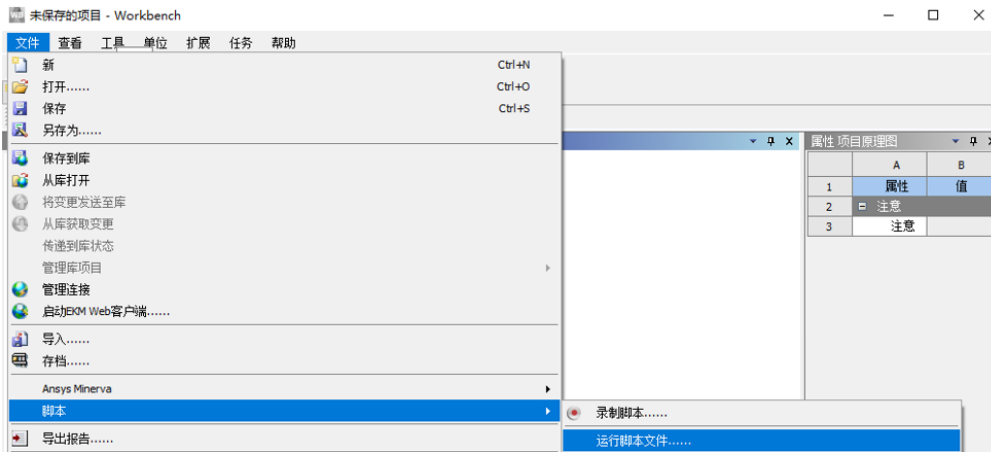 未保存的项目 - Workbench
文件 查看 工具 单位 扩展 任务 帮助
新 Ctrl+N
打开...... Ctrl+O
保存 Ctrl+S
另存为......
保存到库
从库打开
将变更发送至库
从库获取变更
传递到库状态
管理库项目
管理连接
启动EKM Web客户端......
导入......
存档......
Ansys Minerva
脚本
导出报告......
录制脚本......
运行脚本文件......
属性 项目原理图
A B
1 属性 值
2 注意
3 注意